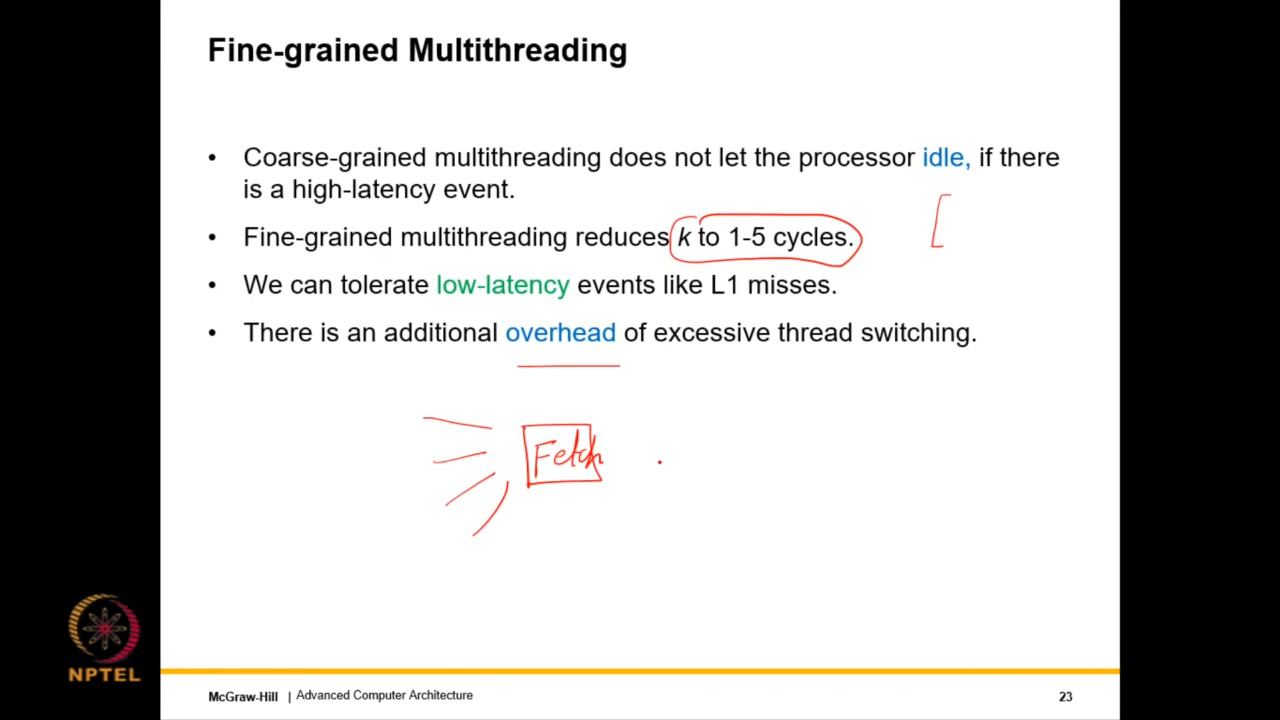 Fine-grained Multithreading
• Coarse-grained multithreading does not let the processor idle, if there
is a high-latency event.
• Fine-grained multithreading reduces k to 1-5 cycles.
• We can tolerate low-latency events like L1 misses.
• There is an additional overhead of excessive thread switching.
Fetch
NPTEL
McGraw-Hill | Advanced Computer Architecture
23